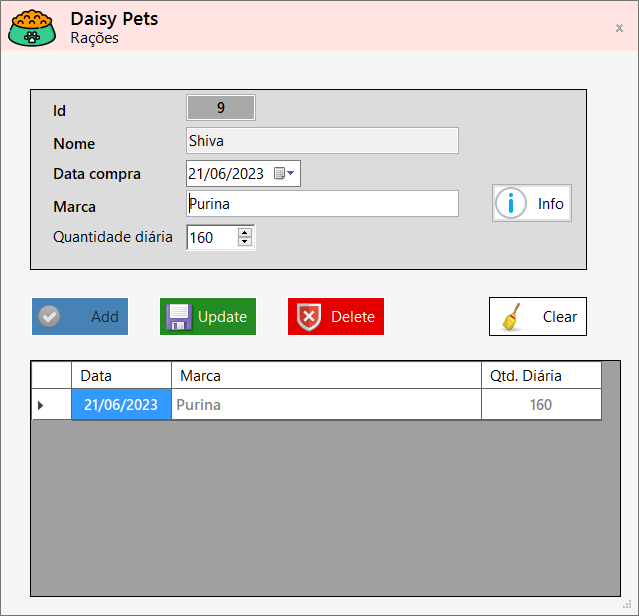 Daisy Pets
Rações
x
Id 9
Nome Shiva
Data compra 21/06/2023
Marca Purina
Info
Quantidade diária 160
Add Update Delete Clear
Data Marca Qtd. Diária
21/06/2023 Purina 160